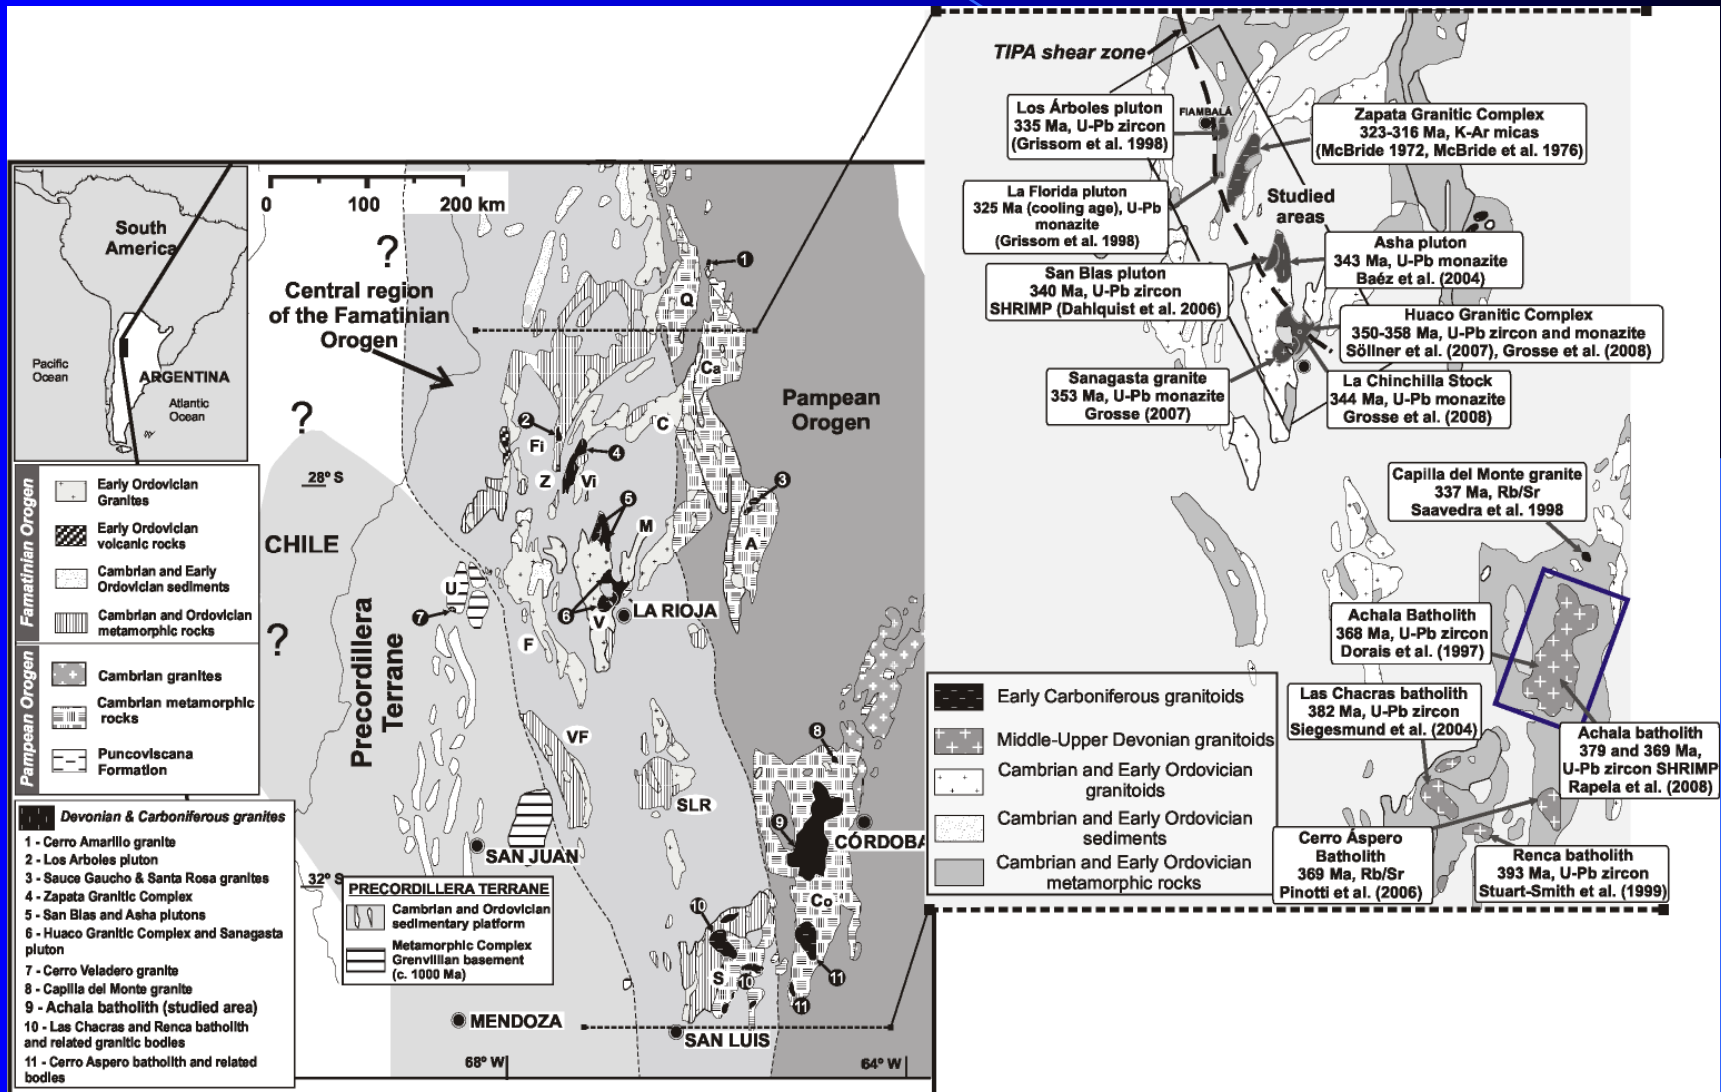 South
America
Pacific
Ocean
ARGENTINA
Atlantic
Ocean
0 100 200 km
?
Central region
of the Famatinian
Orogen
?
28º S
CHILE
?
Precordillera
Terrane
Pampean
Orogen
1
Q
Ca
C
2
Fi
4
Z
Vi
3
5
M
A
U
7
6
V
LA RIOJA
F
VF
SLR
8
9
CÓRDOBA
SAN JUAN
32º S
Co
10
S
10
11
11
MENDOZA
SAN LUIS
68º W
64º W
Famatinian Orogen
Early Ordovician
Granites
Early Ordovician
volcanic rocks
Cambrian and Early
Ordovician sediments
Cambrian and Ordovician
metamorphic rocks
Pampean Orogen
Cambrian granites
Cambrian metamorphic
rocks
Puncoviscana
Formation
Devonian & Carboniferous granites
1 - Cerro Amarillo granite
2 - Los Arboles pluton
3 - Sauce Gaucho & Santa Rosa granites
4 - Zapata Granitic Complex
5 - San Blas and Asha plutons
6 - Huaco Granitic Complex and Sanagasta
pluton
7 - Cerro Veladero granite
8 - Capilla del Monte granite
9 - Achala batholith (studied area)
10 - Las Chacras and Renca batholith
and related granitic bodies
11 - Cerro Aspero batholith and related
bodies
PRECORDILLERA TERRANE
Cambrian and Ordovician
sedimentary platform
Metamorphic Complex
Grenvillian basement
(c. 1000 Ma)
TIPA shear zone
Los Árboles pluton
335 Ma, U-Pb zircon
(Grissom et al. 1998)
FIAMBALÁ
Zapata Granitic Complex
323-316 Ma, K-Ar micas
(McBride 1972, McBride et al. 1976)
La Florida pluton
325 Ma (cooling age), U-Pb
monazite
(Grissom et al. 1998)
Studied
areas
Asha pluton
343 Ma, U-Pb monazite
Baéz et al. (2004)
San Blas pluton
340 Ma, U-Pb zircon
SHRIMP (Dahlquist et al. 2006)
Huaco Granitic Complex
350-358 Ma, U-Pb zircon and monazite
Söllner et al. (2007), Grosse et al. (2008)
Sanagasta granite
353 Ma, U-Pb monazite
Grosse (2007)
La Chinchilla Stock
344 Ma, U-Pb monazite
Grosse et al. (2008)
Capilla del Monte granite
337 Ma, Rb/Sr
Saavedra et al. 1998
Achala Batholith
368 Ma, U-Pb zircon
Dorais et al. (1997)
Las Chacras batholith
382 Ma, U-Pb zircon
Siegesmund et al. (2004)
Achala batholith
379 and 369 Ma,
U-Pb zircon SHRIMP
Rapela et al. (2008)
Cerro Áspero
Batholith
369 Ma, Rb/Sr
Pinotti et al. (2006)
Renca batholith
393 Ma, U-Pb zircon
Stuart-Smith et al. (1999)
Early Carboniferous granitoids
Middle-Upper Devonian granitoids
Cambrian and Early Ordovician
granitoids
Cambrian and Early Ordovician
sediments
Cambrian and Early Ordovician
metamorphic rocks